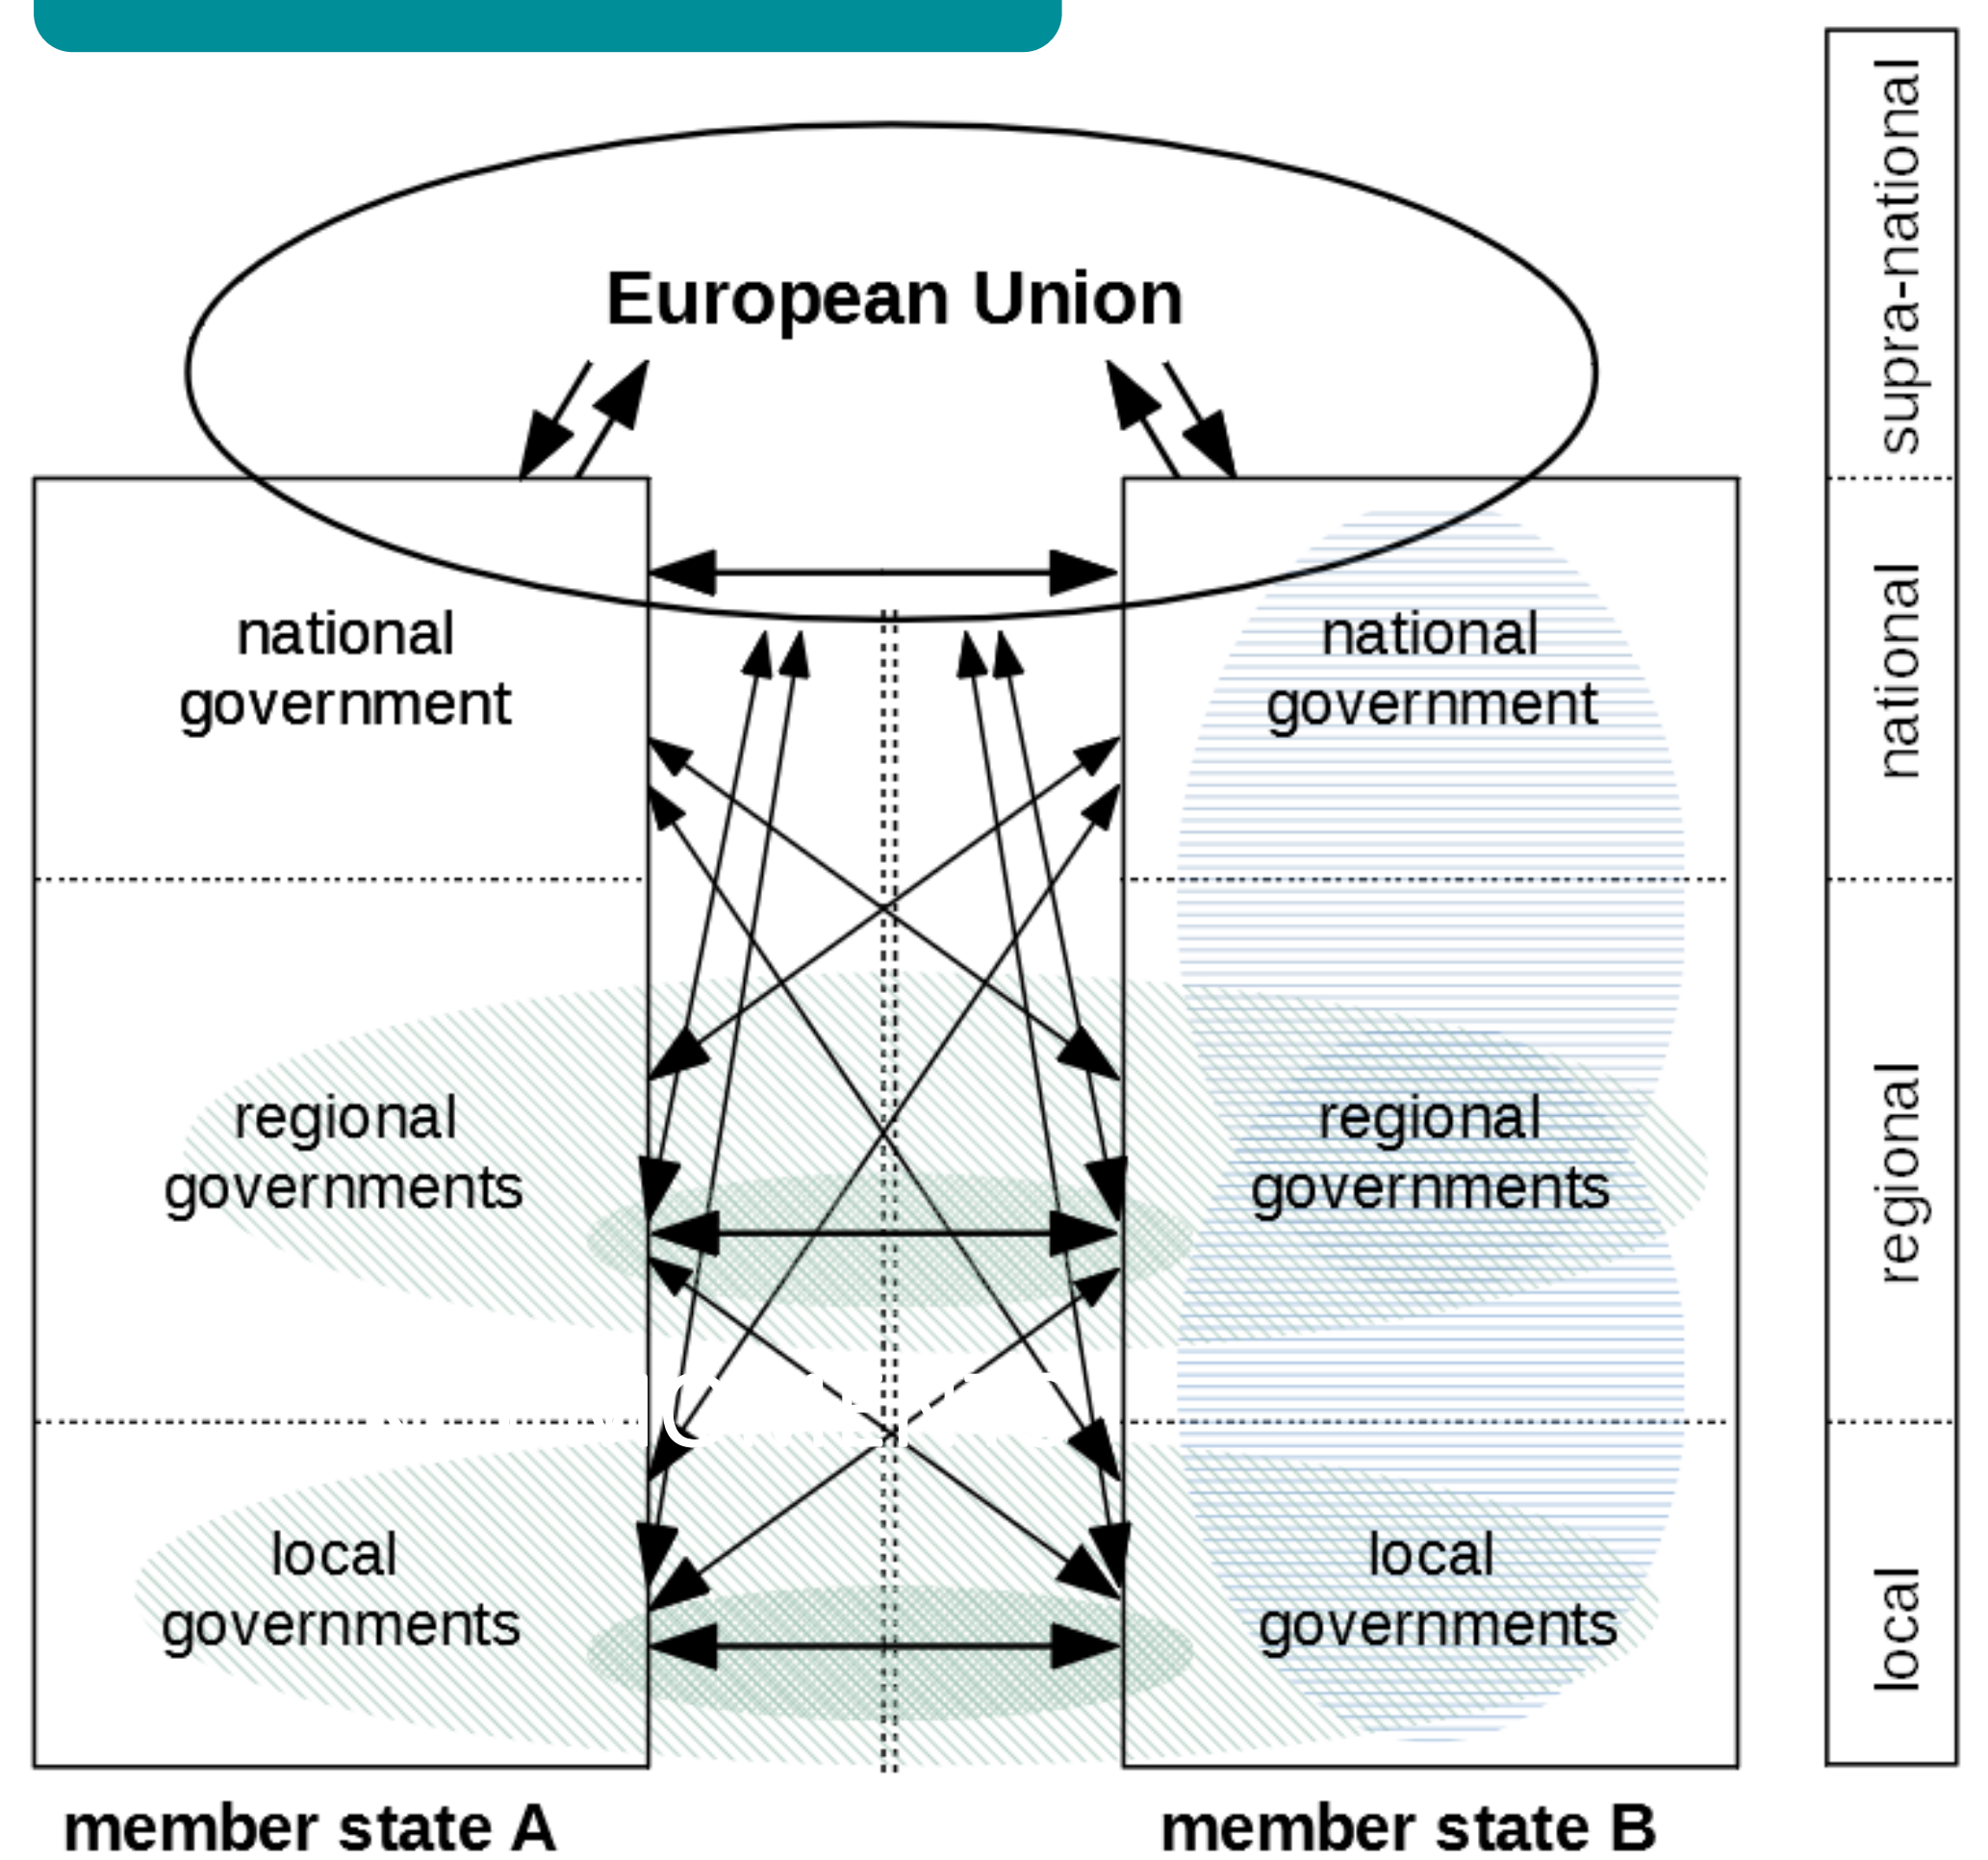 European Union
national
government
national
government
regional
governments
regional
governments
local
governments
local
governments
member state A
member state B
supra-national
national
regional
local